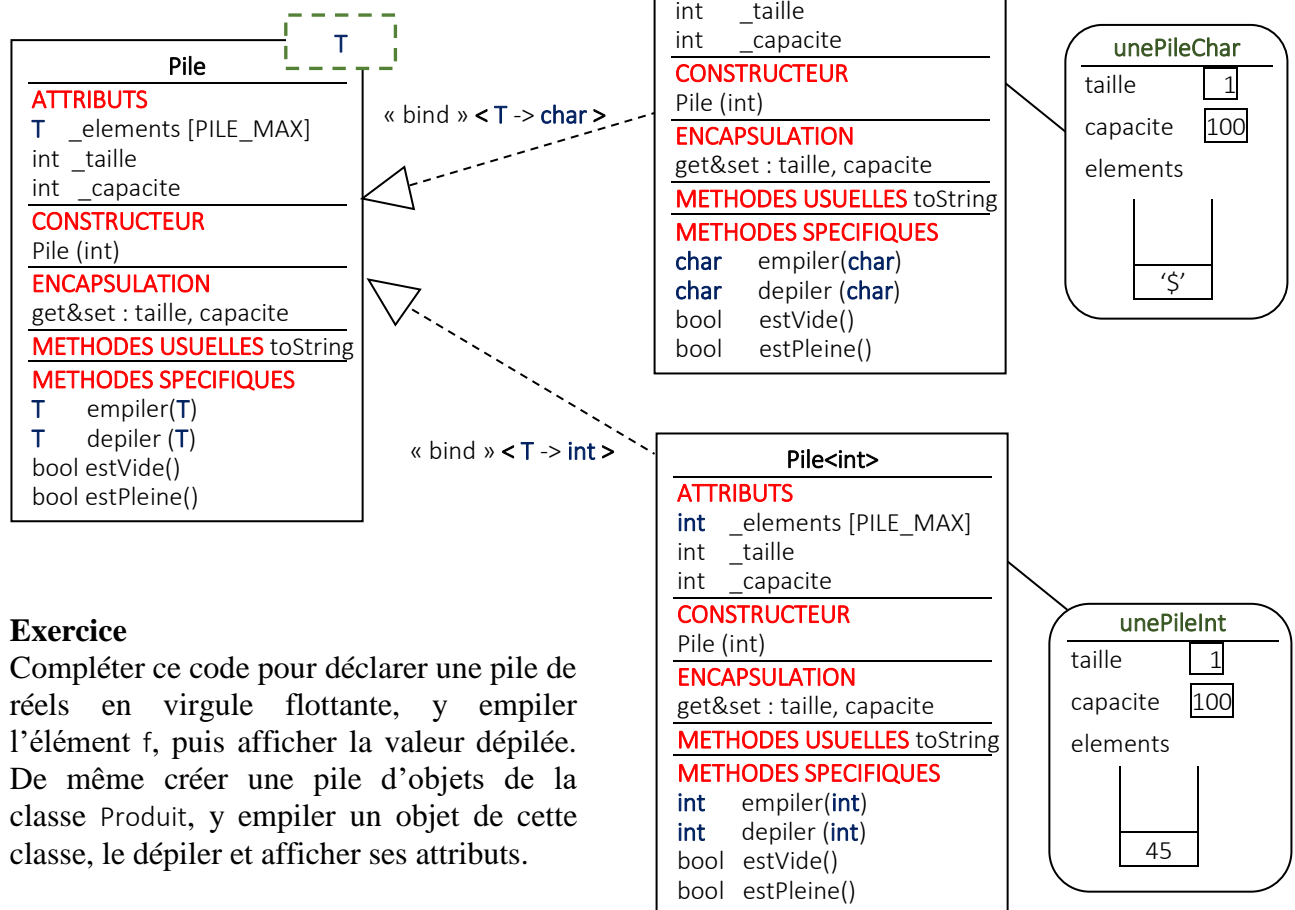 T
Pile
ATTRIBUTS
T _elements [PILE_MAX]
int _taille
int _capacite
CONSTRUCTEUR
Pile (int)
ENCAPSULATION
get&set : taille, capacite
METHODES USUELLES toString
METHODES SPECIFIQUES
T empiler(T)
T depiler (T)
bool estVide()
bool estPleine()
« bind » < T -> char >
« bind » < T -> int >
int _taille
int _capacite
CONSTRUCTEUR
Pile (int)
ENCAPSULATION
get&set : taille, capacite
METHODES USUELLES toString
METHODES SPECIFIQUES
char empiler(char)
char depiler (char)
bool estVide()
bool estPleine()
unePileChar
taille 1
capacite 100
elements
‘$’
Pile<int>
ATTRIBUTS
int _elements [PILE_MAX]
int _taille
int _capacite
CONSTRUCTEUR
Pile (int)
ENCAPSULATION
get&set : taille, capacite
METHODES USUELLES toString
METHODES SPECIFIQUES
int empiler(int)
int depiler (int)
bool estVide()
bool estPleine()
unePileInt
taille 1
capacite 100
elements
45
Exercice
Compléter ce code pour déclarer une pile de
réels en virgule flottante, y empiler
l’élément f, puis afficher la valeur dépilée.
De même créer une pile d’objets de la
classe Produit, y empiler un objet de cette
classe, le dépiler et afficher ses attributs.